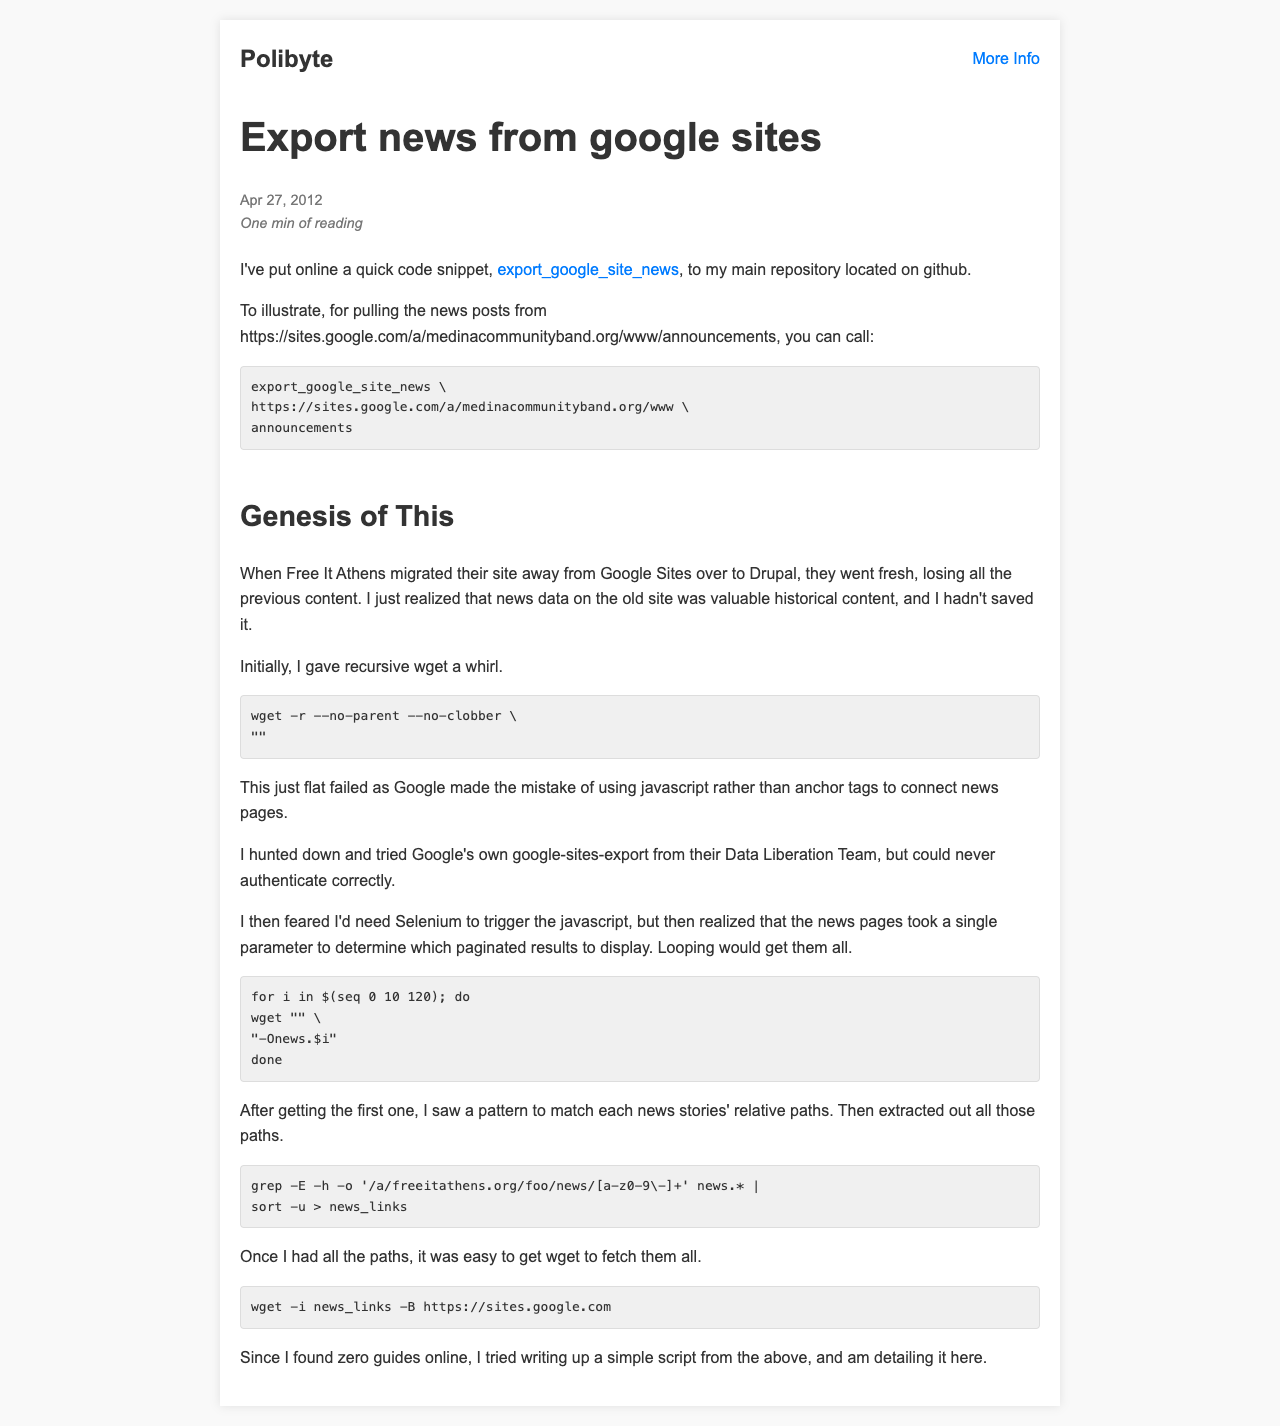 Polibyte
More Info
Export news from google sites
Apr 27, 2012
One min of reading
I've put online a quick code snippet, export_google_site_news, to my main repository located on github.
To illustrate, for pulling the news posts from
https://sites.google.com/a/medinacommunityband.org/www/announcements, you can call:
export_google_site_news \
https://sites.google.com/a/medinacommunityband.org/www \
announcements
Genesis of This
When Free It Athens migrated their site away from Google Sites over to Drupal, they went fresh, losing all the
previous content. I just realized that news data on the old site was valuable historical content, and I hadn't saved
it.
Initially, I gave recursive wget a whirl.
wget -r --no-parent --no-clobber \
""
This just flat failed as Google made the mistake of using javascript rather than anchor tags to connect news
pages.
I hunted down and tried Google's own google-sites-export from their Data Liberation Team, but could never
authenticate correctly.
I then feared I'd need Selenium to trigger the javascript, but then realized that the news pages took a single
parameter to determine which paginated results to display. Looping would get them all.
for i in $(seq 0 10 120); do
wget "" \
"-Onews.$i"
done
After getting the first one, I saw a pattern to match each news stories' relative paths. Then extracted out all those
paths.
grep -E -h -o '/a/freeitathens.org/foo/news/[a-z0-9\-]+' news.* |
sort -u > news_links
Once I had all the paths, it was easy to get wget to fetch them all.
wget -i news_links -B https://sites.google.com
Since I found zero guides online, I tried writing up a simple script from the above, and am detailing it here.